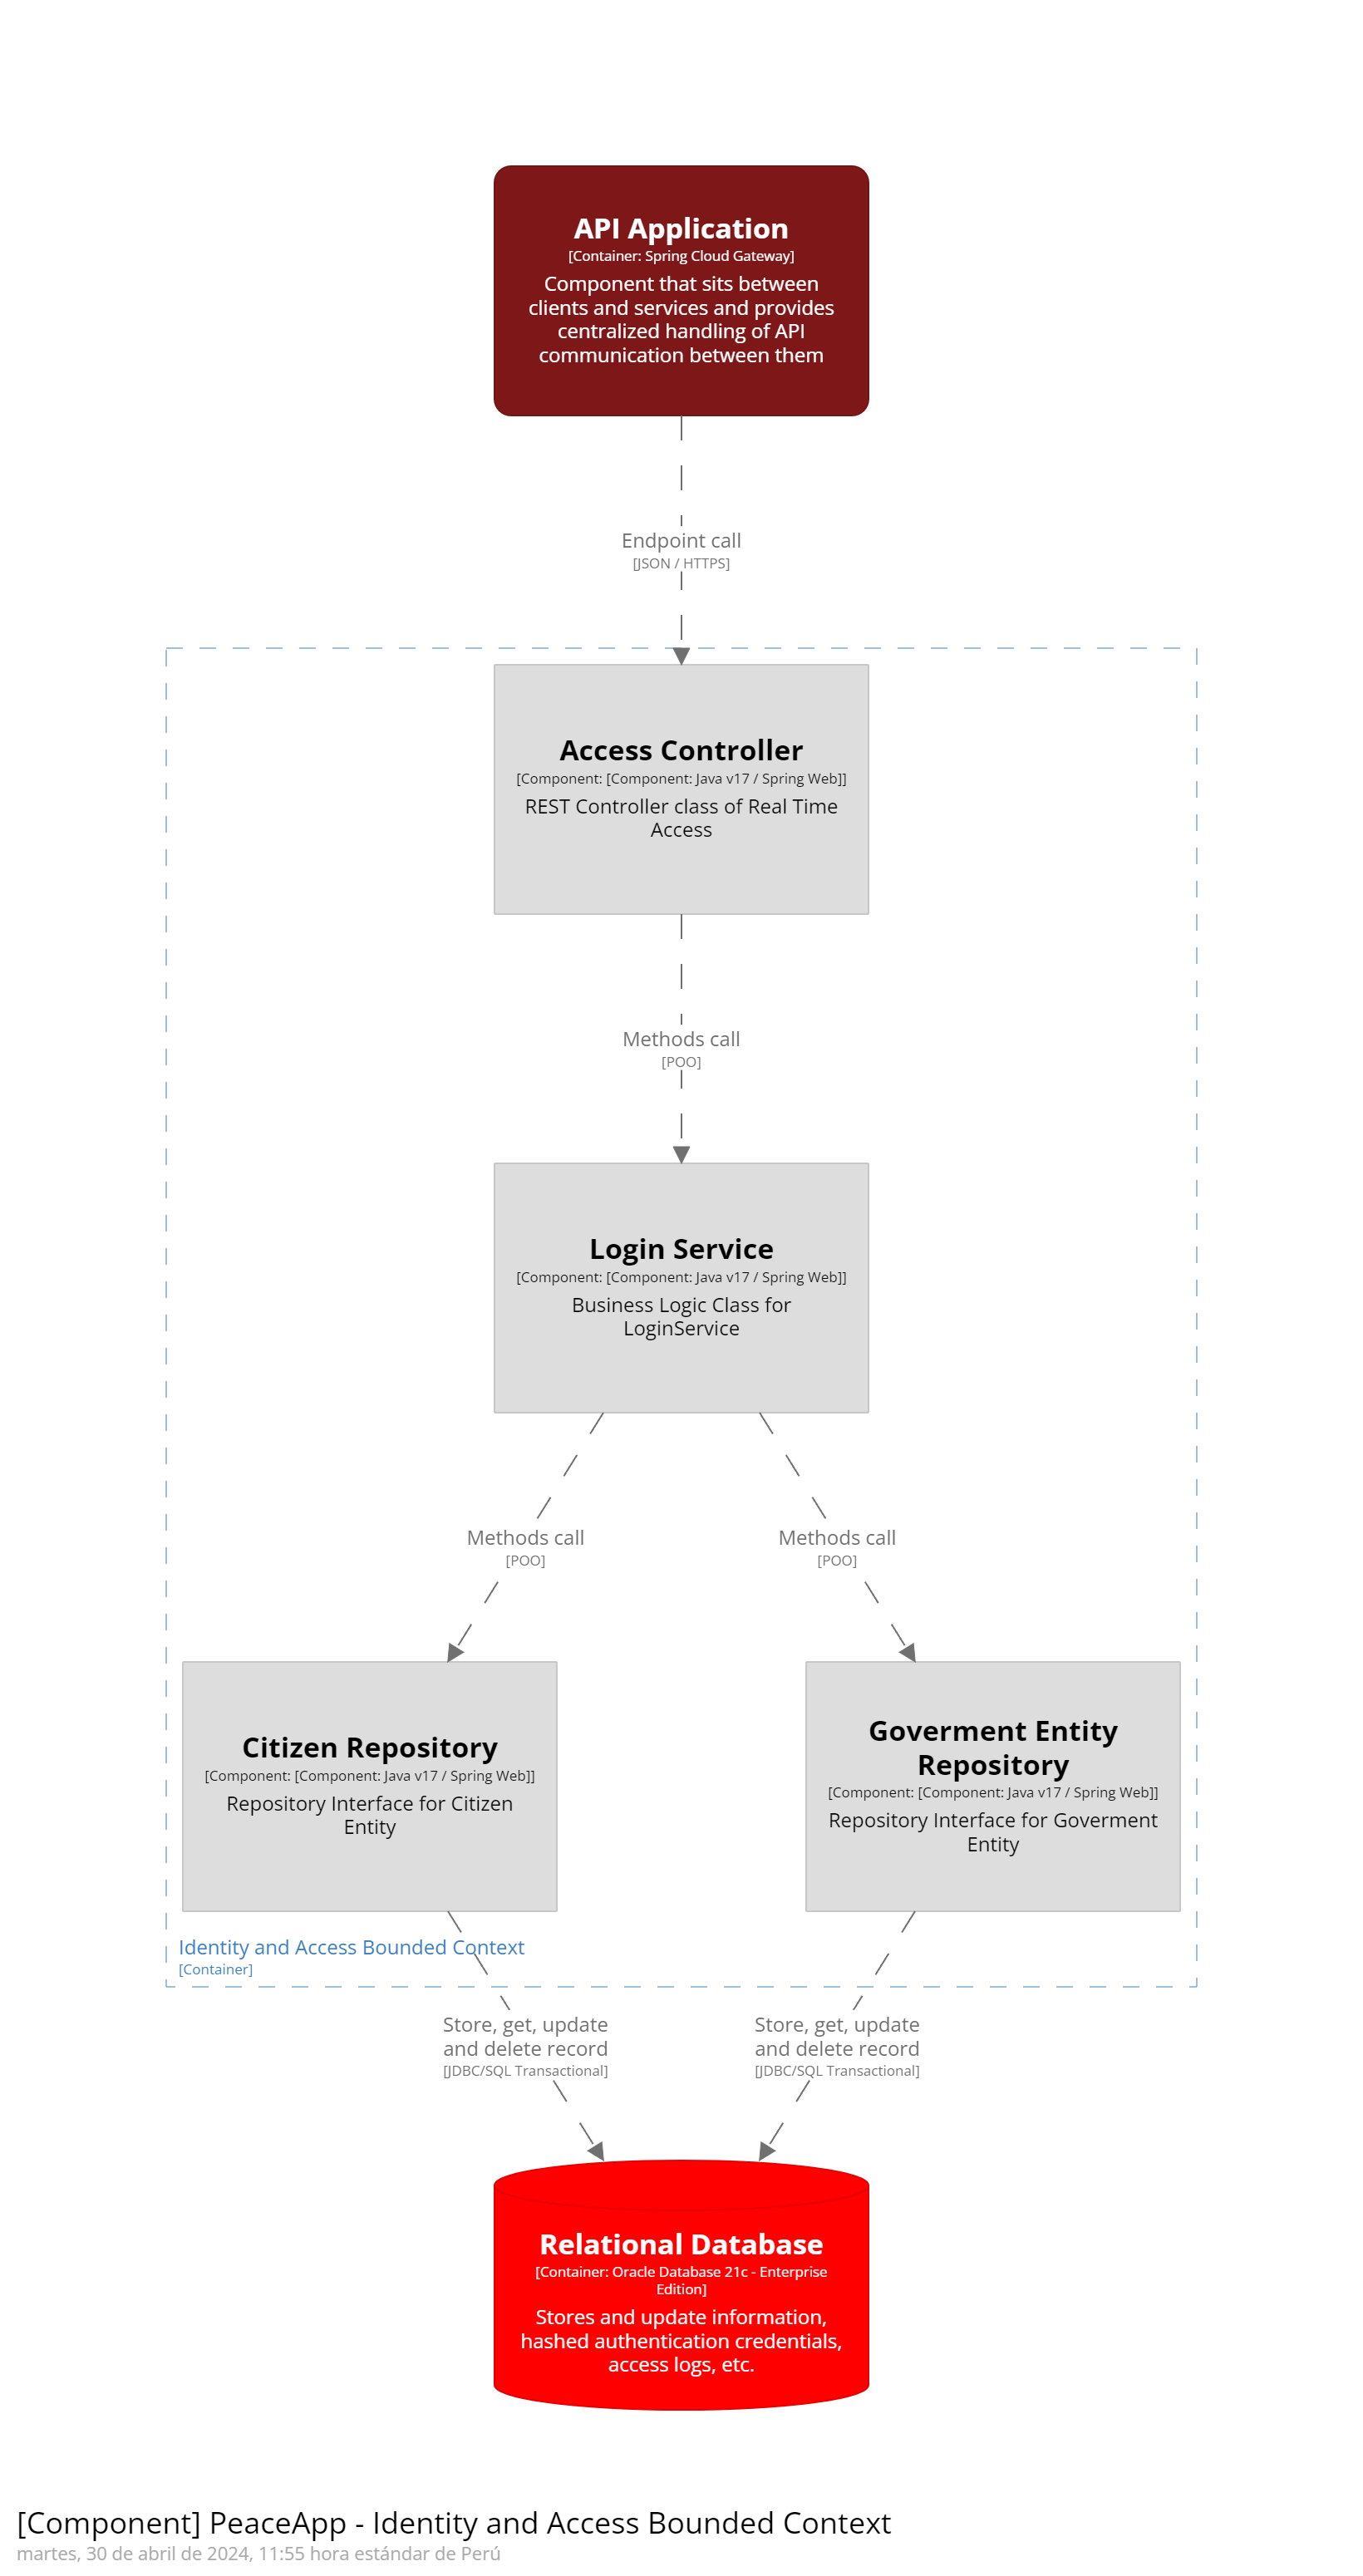 API Application
[Container: Spring Cloud Gateway]
Component that sits between
clients and services and provides
centralized handling of API
communication between them
Endpoint call
[JSON / HTTPS]
Access Controller
[Component: [Component: Java v17 / Spring Web]]
REST Controller class of Real Time
Access
Methods call
[POO]
Login Service
[Component: [Component: Java v17 / Spring Web]]
Business Logic Class for
LoginService
Methods call
[POO]
Methods call
[POO]
Citizen Repository
[Component: [Component: Java v17 / Spring Web]]
Repository Interface for Citizen
Entity
Goverment Entity
Repository
[Component: [Component: Java v17 / Spring Web]]
Repository Interface for Goverment
Entity
Identity and Access Bounded Context
[Container]
Store, get, update
and delete record
[JDBC/SQL Transactional]
Store, get, update
and delete record
[JDBC/SQL Transactional]
Relational Database
[Container: Oracle Database 21c - Enterprise
Edition]
Stores and update information,
hashed authentication credentials,
access logs, etc.
[Component] PeaceApp - Identity and Access Bounded Context
martes, 30 de abril de 2024, 11:55 hora estándar de Perú